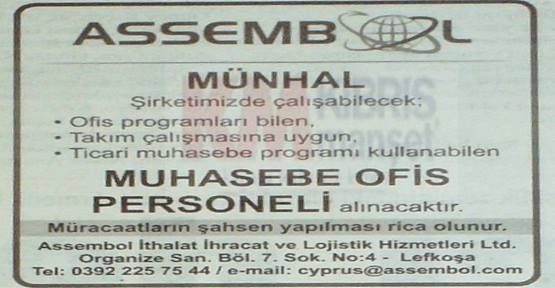 ASSEMBOL
MÜNHAL
Şirketimizde çalışabilecek;
• Ofis programları bilen,
• Takım çalışmasına uygun,
• Ticari muhasebe programı kullanabilen
MUHASEBE OFİS
PERSONELİ alınacaktır.
Müracaatların şahsen yapılması rica olunur.
Assembol İthalat İhracat ve Lojistik Hizmetleri Ltd.
Organize San. Böl. 7. Sok. No:4 - Lefkoşa
Tel: 0392 225 75 44 / e-mail: cyprus@assembol.com
KIBRIS
manşet